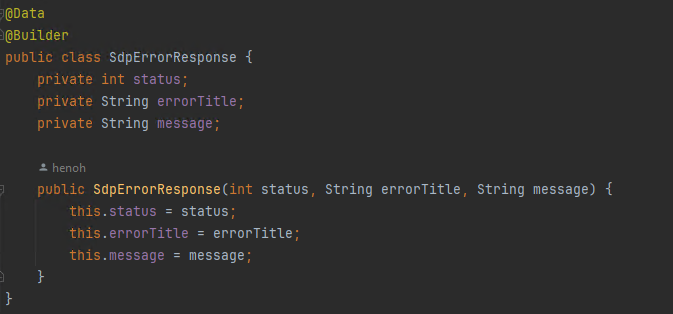 @Data
@Builder
public class SdpErrorResponse {
    private int status;
    private String errorTitle;
    private String message;
    henoh
    public SdpErrorResponse(int status, String errorTitle, String message) {
        this.status = status;
        this.errorTitle = errorTitle;
        this.message = message;
    }
}